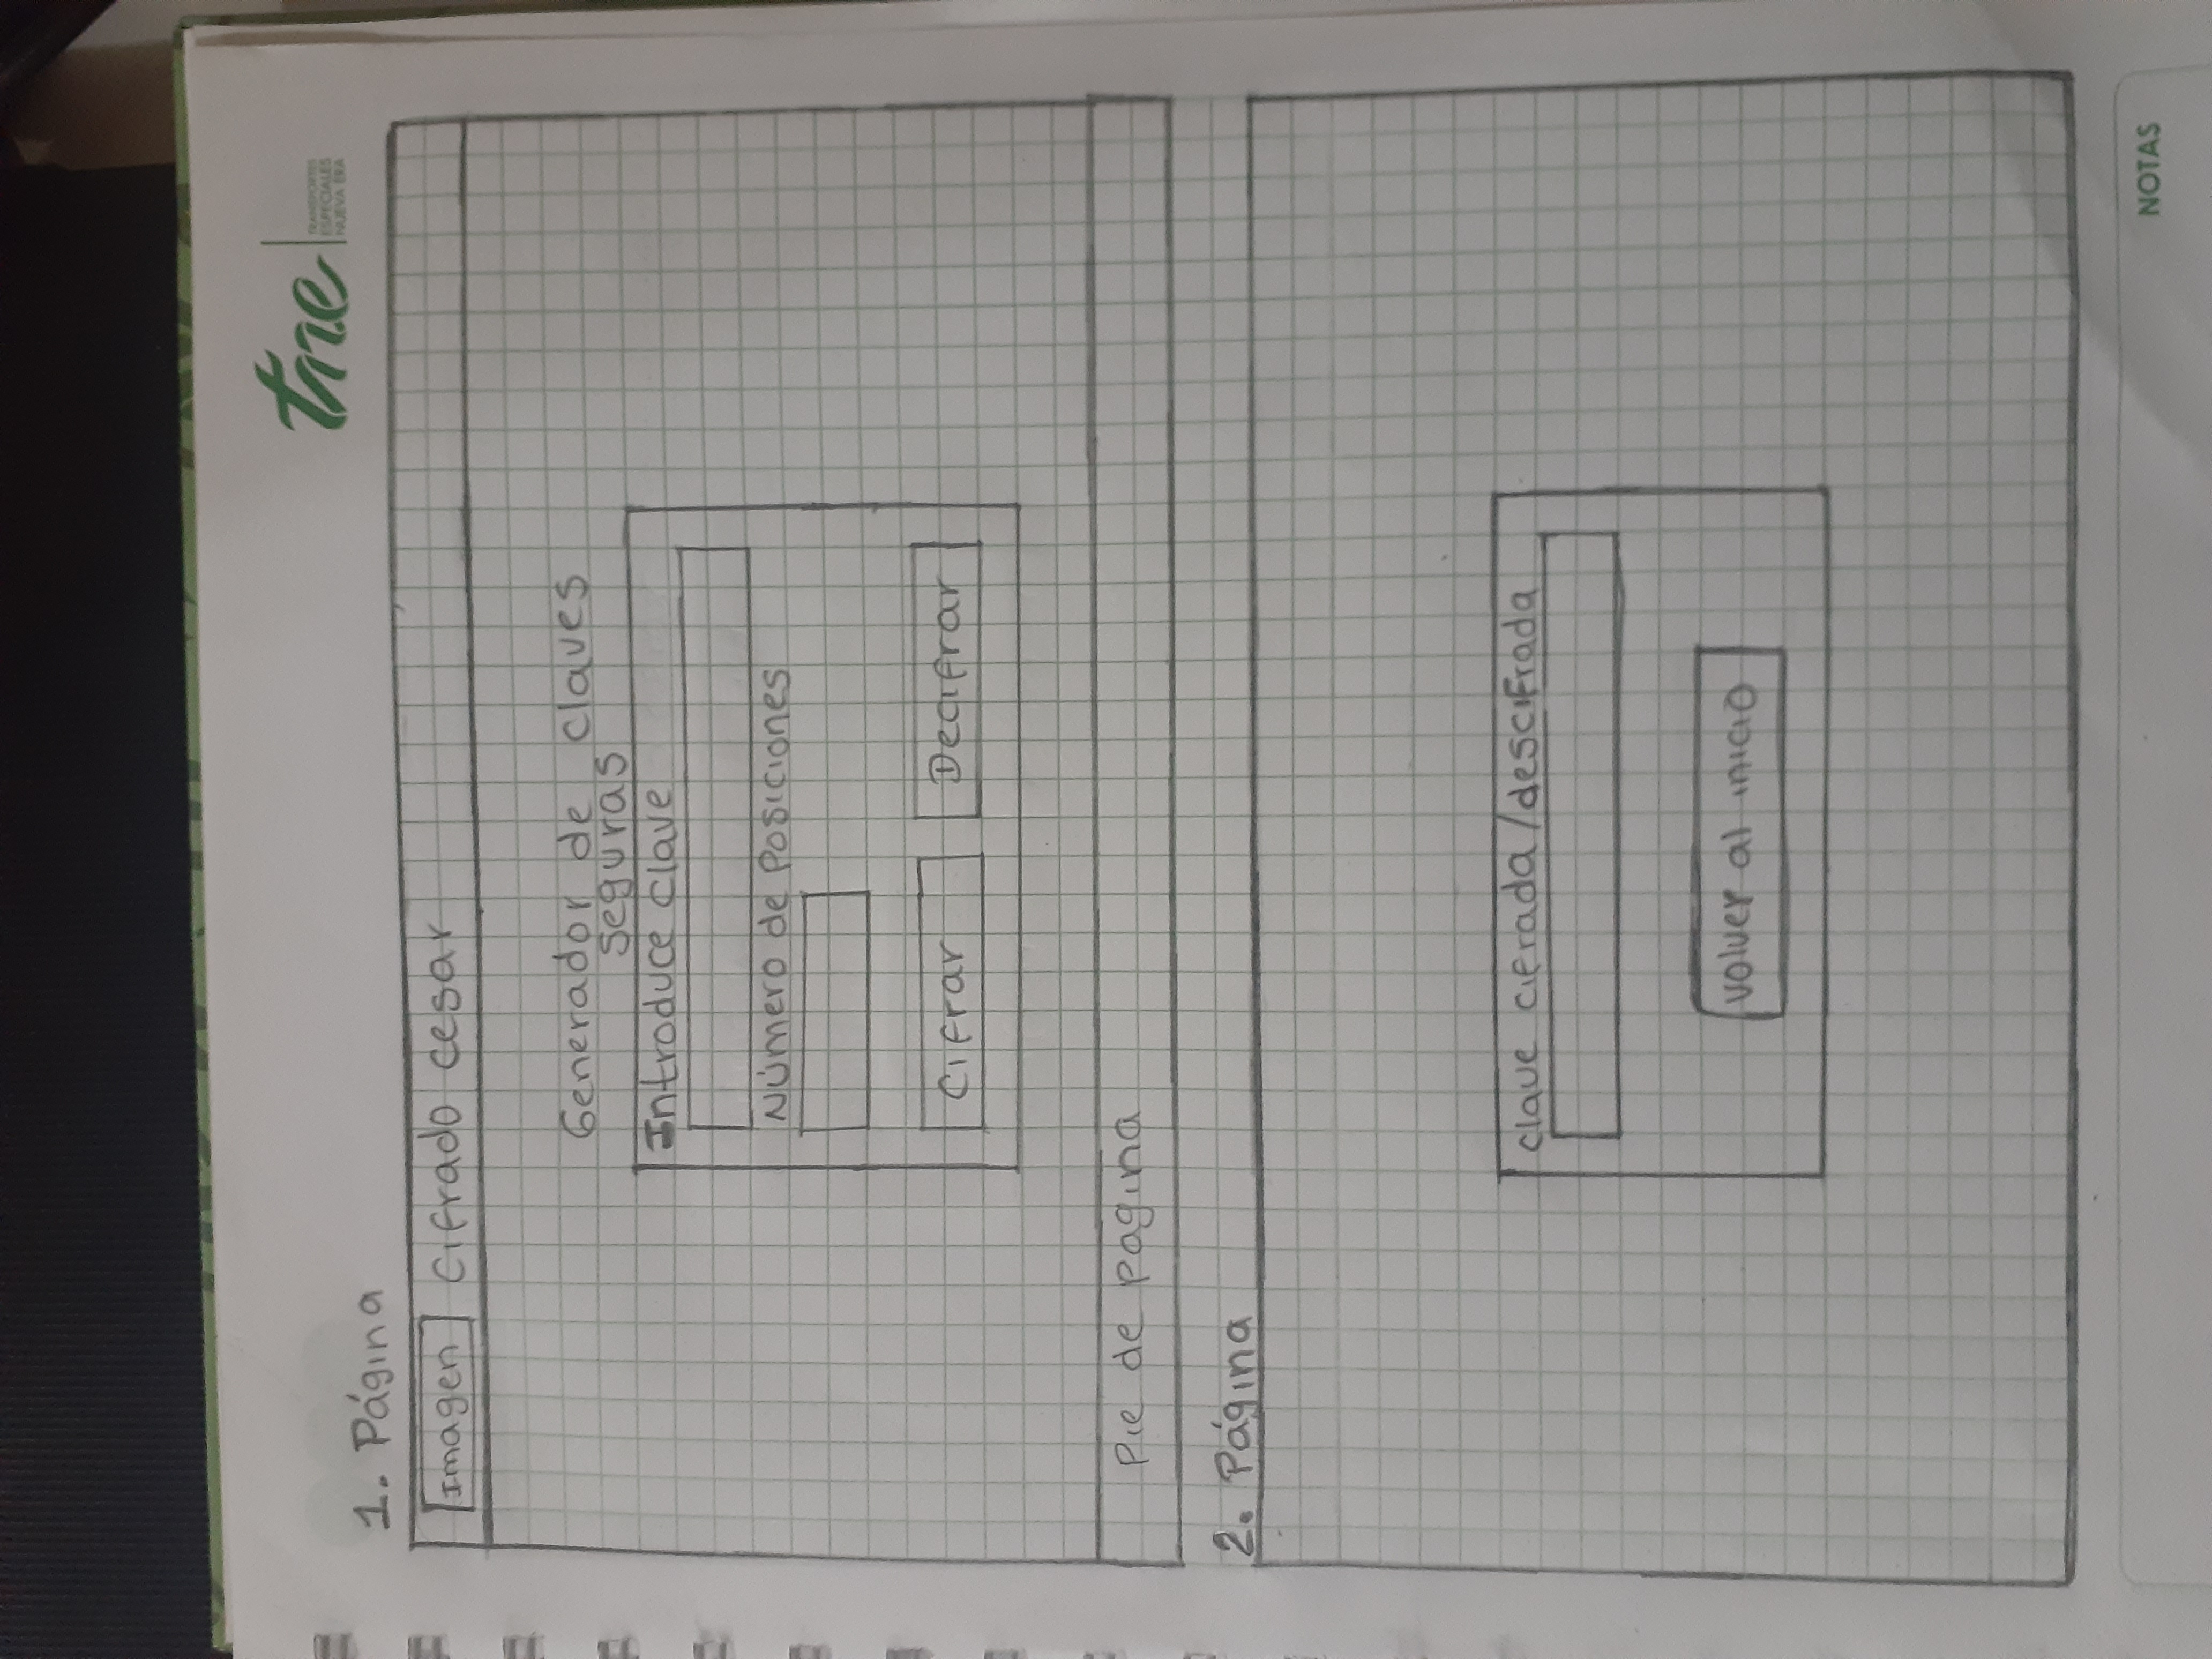 tne
TRANSPORTES
ESPECIALES
NUEVA ERA
1. Página
Imagen
Cifrado cesar
Generador de claves
seguras
Introduce clave
Número de posiciones
Cifrar
Decifrar
Pie de pagina
2. Página
clave cifrada/descifrada
volver al inicio
NOTAS